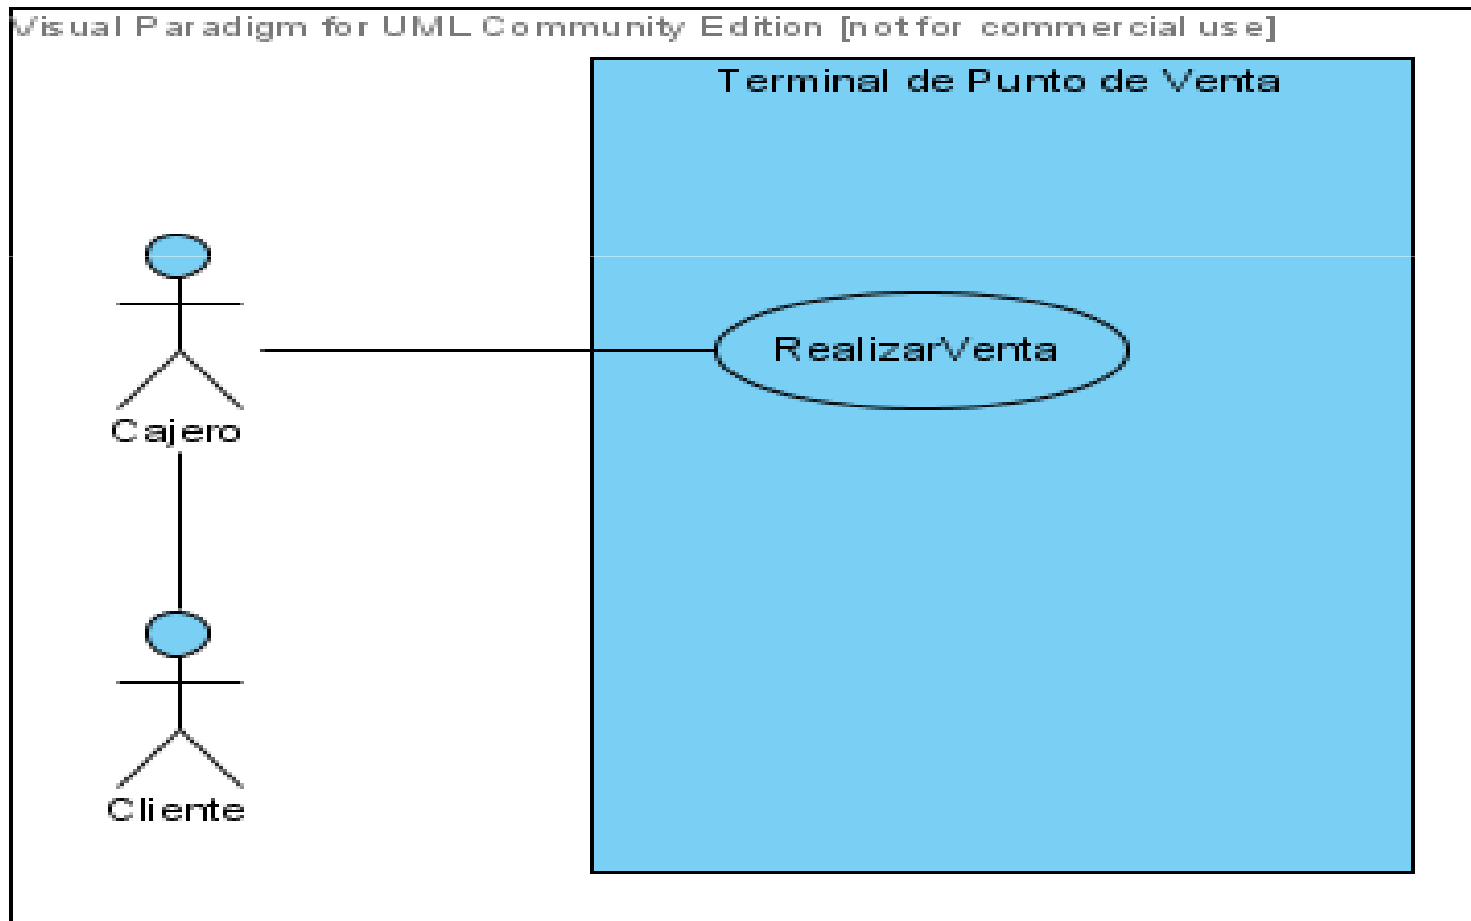 Visual Paradigm for UML Community Edition [not for commercial use]
Terminal de Punto de Venta
RealizarVenta
Cajero
Cliente